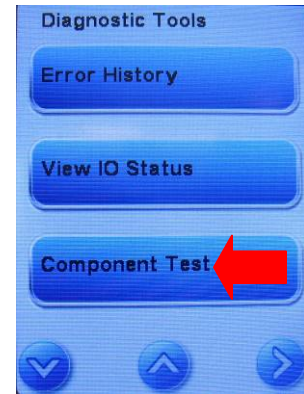 Diagnostic Tools
Error History
View IO Status
Component Test